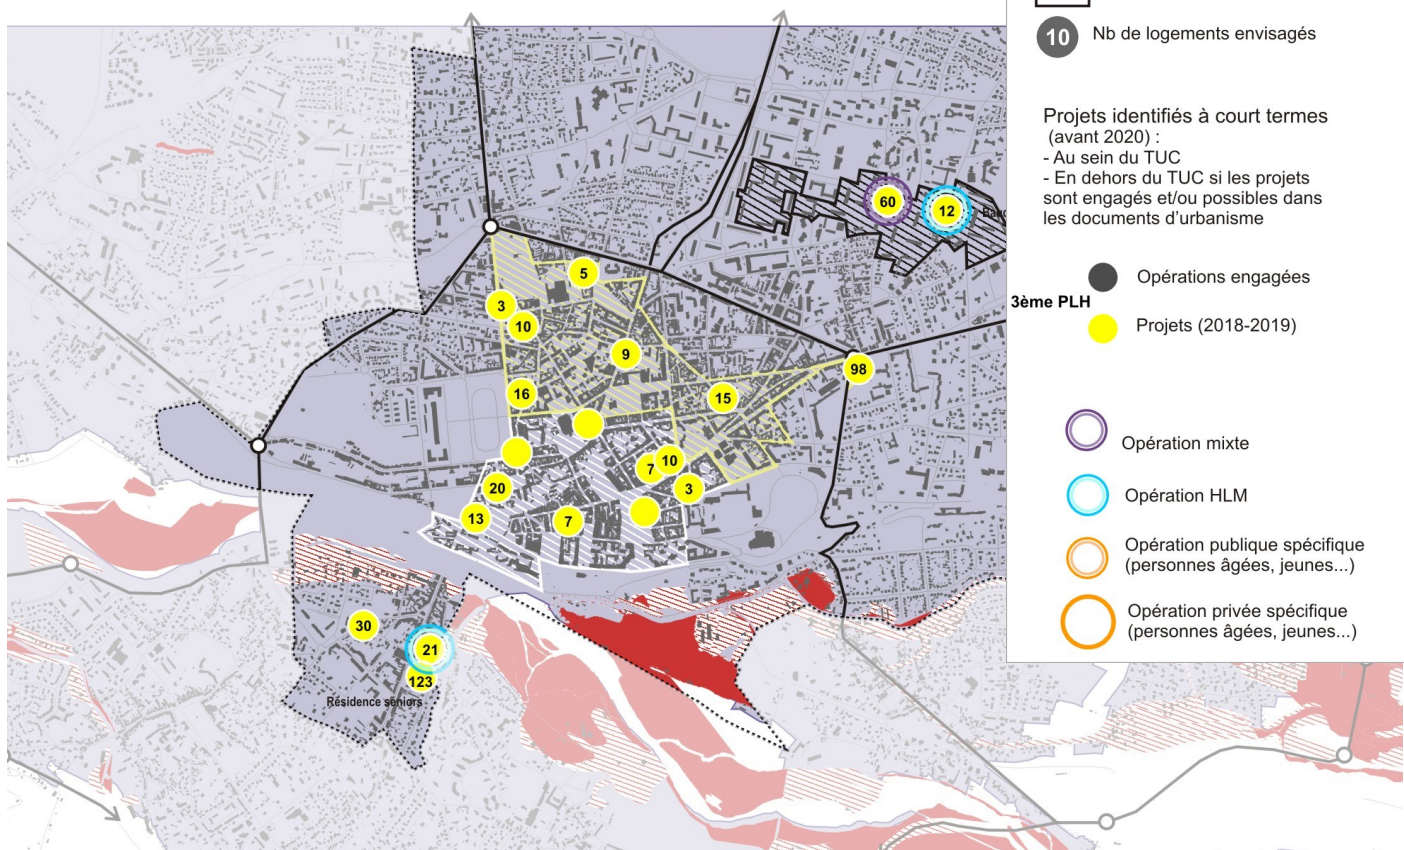 10 Nb de logements envisagés
Projets identifiés à court termes
(avant 2020) :
- Au sein du TUC
- En dehors du TUC si les projets
sont engagés et/ou possibles dans
les documents d'urbanisme
Opérations engagées
3ème PLH
Projets (2018-2019)
Opération mixte
Opération HLM
Opération publique spécifique
(personnes âgées, jeunes...)
Opération privée spécifique
(personnes âgées, jeunes...)
60
12
5
3
10
9
16
15
98
7
10
20
3
13
7
30
21
123
Résidence séniors